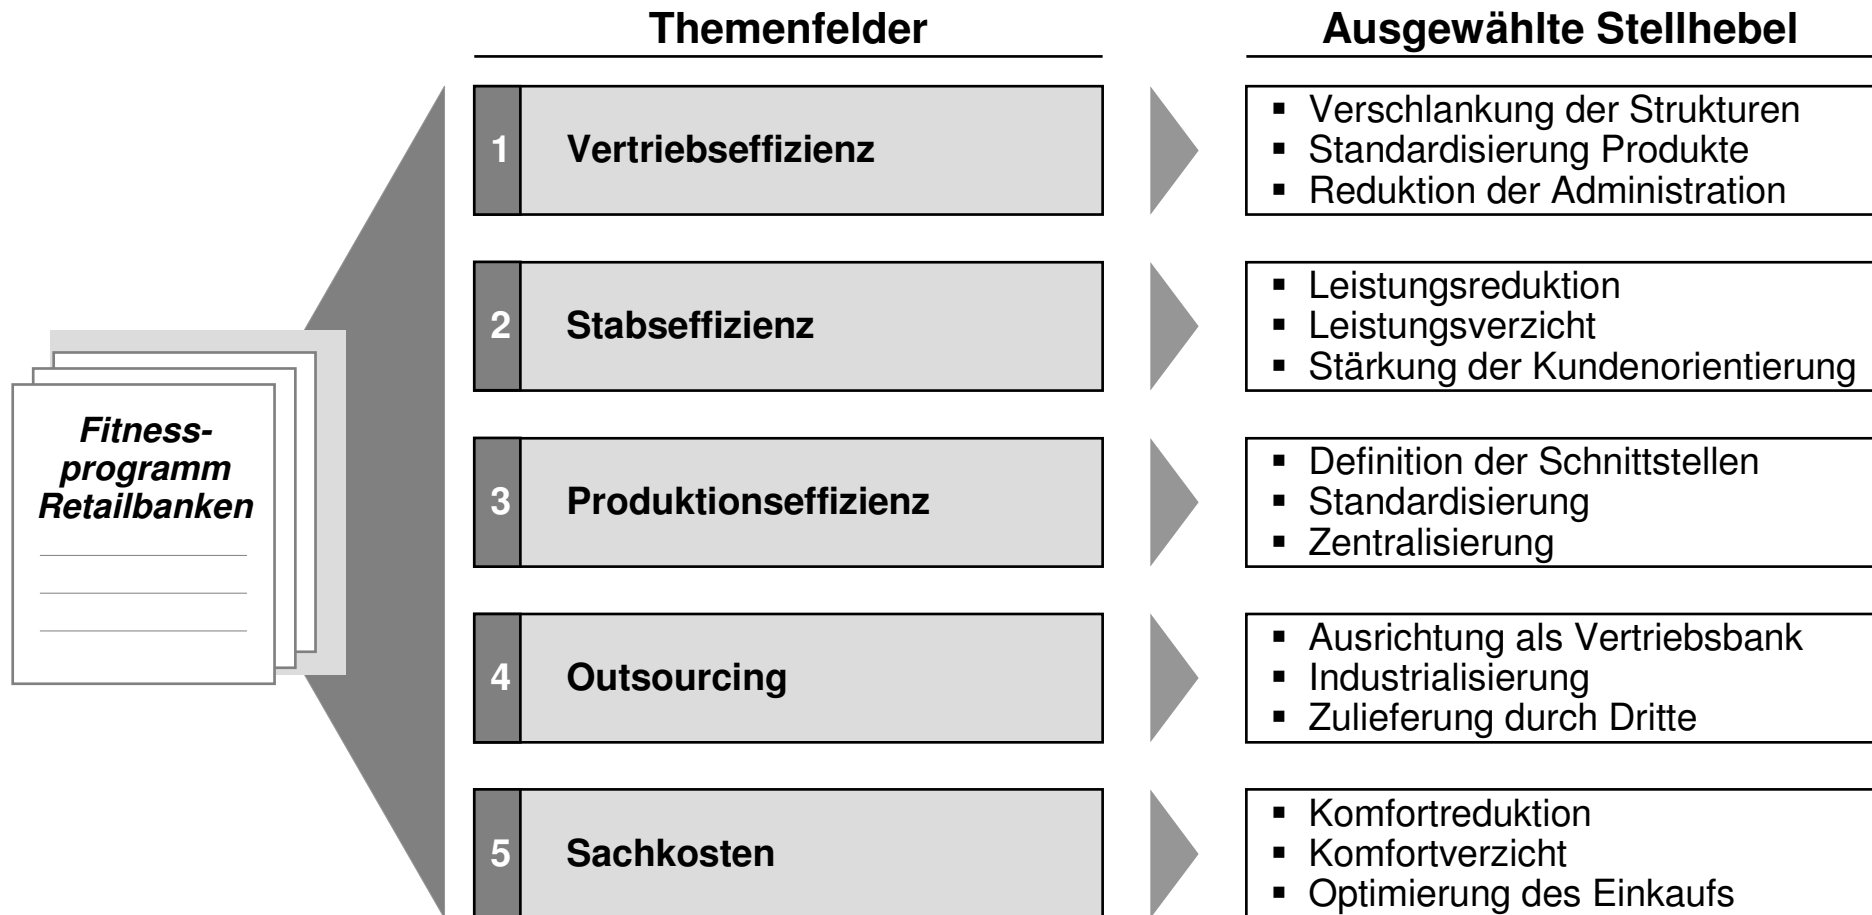 Themenfelder
Ausgewählte Stellhebel
Fitness-
programm
Retailbanken
1 Vertriebseffizienz
▪ Verschlankung der Strukturen
▪ Standardisierung Produkte
▪ Reduktion der Administration
2 Stabseffizienz
▪ Leistungsreduktion
▪ Leistungsverzicht
▪ Stärkung der Kundenorientierung
3 Produktionseffizienz
▪ Definition der Schnittstellen
▪ Standardisierung
▪ Zentralisierung
4 Outsourcing
▪ Ausrichtung als Vertriebsbank
▪ Industrialisierung
▪ Zulieferung durch Dritte
5 Sachkosten
▪ Komfortreduktion
▪ Komfortverzicht
▪ Optimierung des Einkaufs